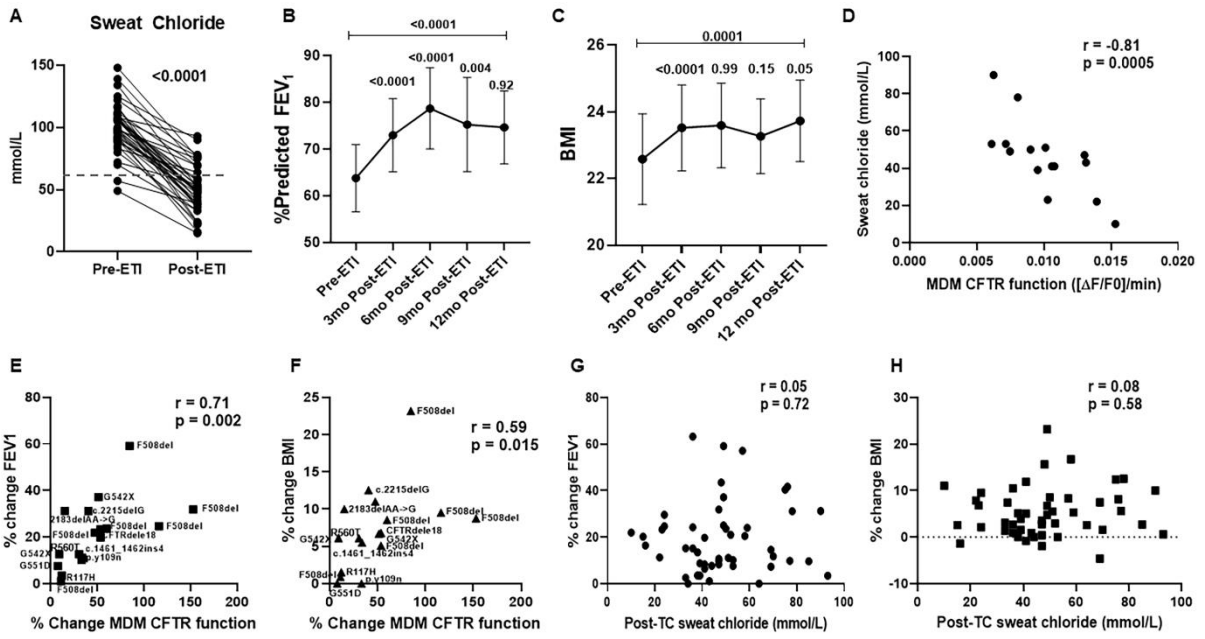 A
Sweat Chloride
<0.0001
mmol/L
150
100
50
0
Pre-ETI
Post-ETI
B
<0.0001
<0.0001
<0.0001
0.004
0.92
%Predicted FEV1
90
80
70
60
50
Pre-ETI
3mo Post-ETI
6mo Post-ETI
9mo Post-ETI
12mo Post-ETI
C
0.0001
<0.0001
0.99
0.15
0.05
BMI
26
24
22
20
Pre-ETI
3mo Post-ETI
6mo Post-ETI
9mo Post-ETI
12 mo Post-ETI
D
r = -0.81
p = 0.0005
Sweat chloride (mmol/L)
100
80
60
40
20
0
0.000
0.005
0.010
0.015
0.020
MDM CFTR function ([ΔF/F0]/min)
E
r = 0.71
p = 0.002
% change FEV1
80
60
40
20
0
F508del
G542X
c.2215delG
F508del
2183delAA->G
F508del
F508del
F508del
CFTRdele18
R560T
c.1461_1462ins4
G542X
p.y109n
G551D
R117H
F508del
0
50
100
150
200
% Change MDM CFTR function
F
r = 0.59
p = 0.015
% change BMI
25
20
15
10
5
0
F508del
c.2215delG
2183delAA->G
F508del
F508del
F508del
CFTRdele18
R560T
G542X
G542X
F508del
c.1461_1462ins4
R117H
F508del
p.y109n
G551D
0
50
100
150
200
% Change MDM CFTR function
G
r = 0.05
p = 0.72
% change FEV1
80
60
40
20
0
0
20
40
60
80
100
Post-TC sweat chloride (mmol/L)
H
r = 0.08
p = 0.58
% change BMI
30
20
10
0
-10
0
20
40
60
80
100
Post-TC sweat chloride (mmol/L)